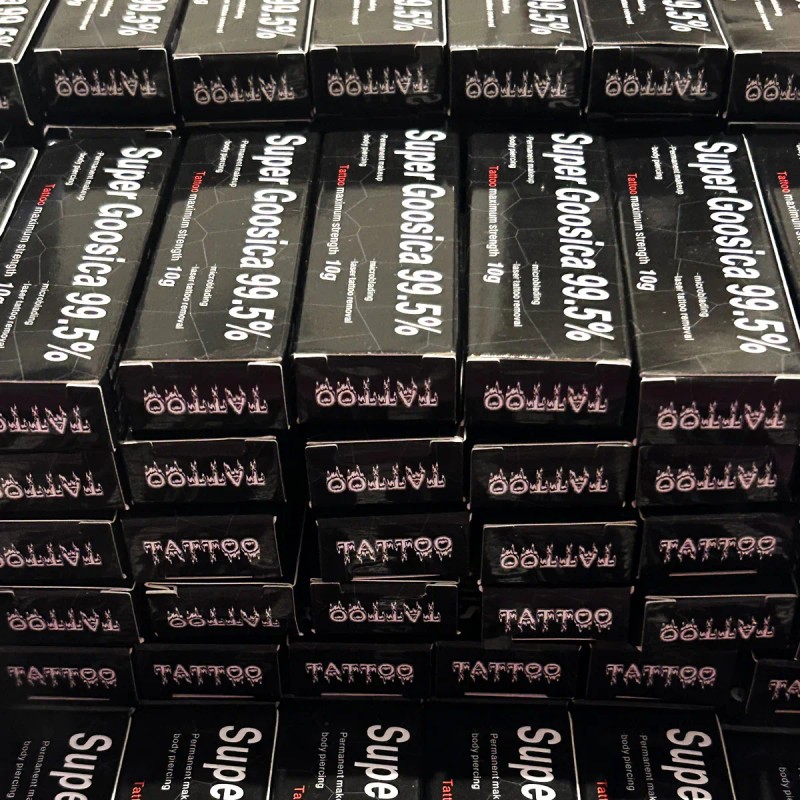 Super Goosica 99.5%
Permanent makeup
body piercing
·microblading
·laser tattoo removal
Tattoo maximum strength 10g
TATTOO